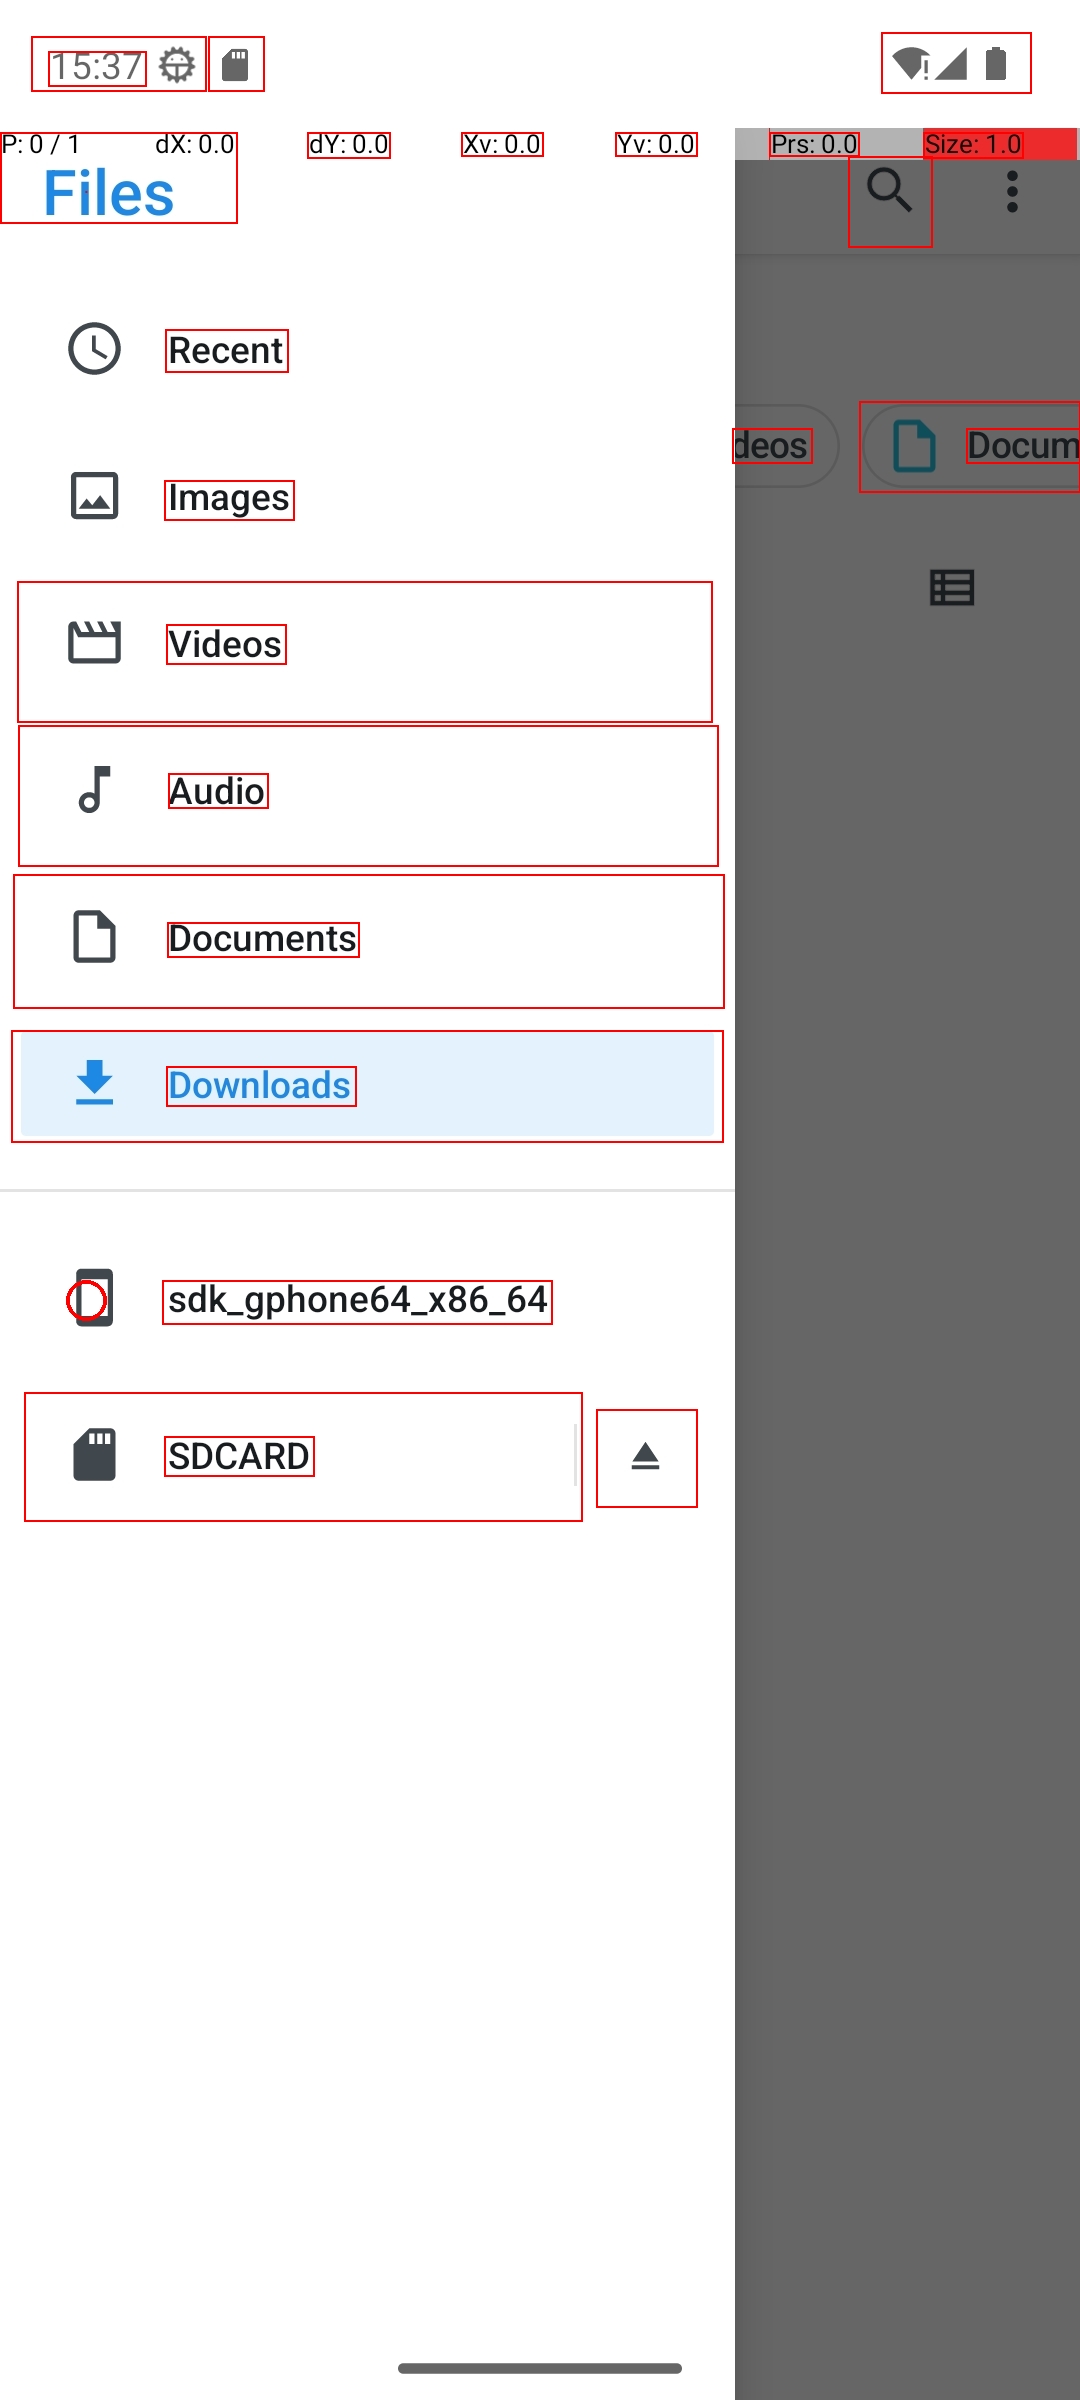 15:37
P: 0 / 1 dX: 0.0 dY: 0.0 Xv: 0.0 Yv: 0.0 Prs: 0.0 Size: 1.0
Files
Recent
deos Docum
Images
Videos
Audio
Documents
Downloads
sdk_gphone64_x86_64
SDCARD